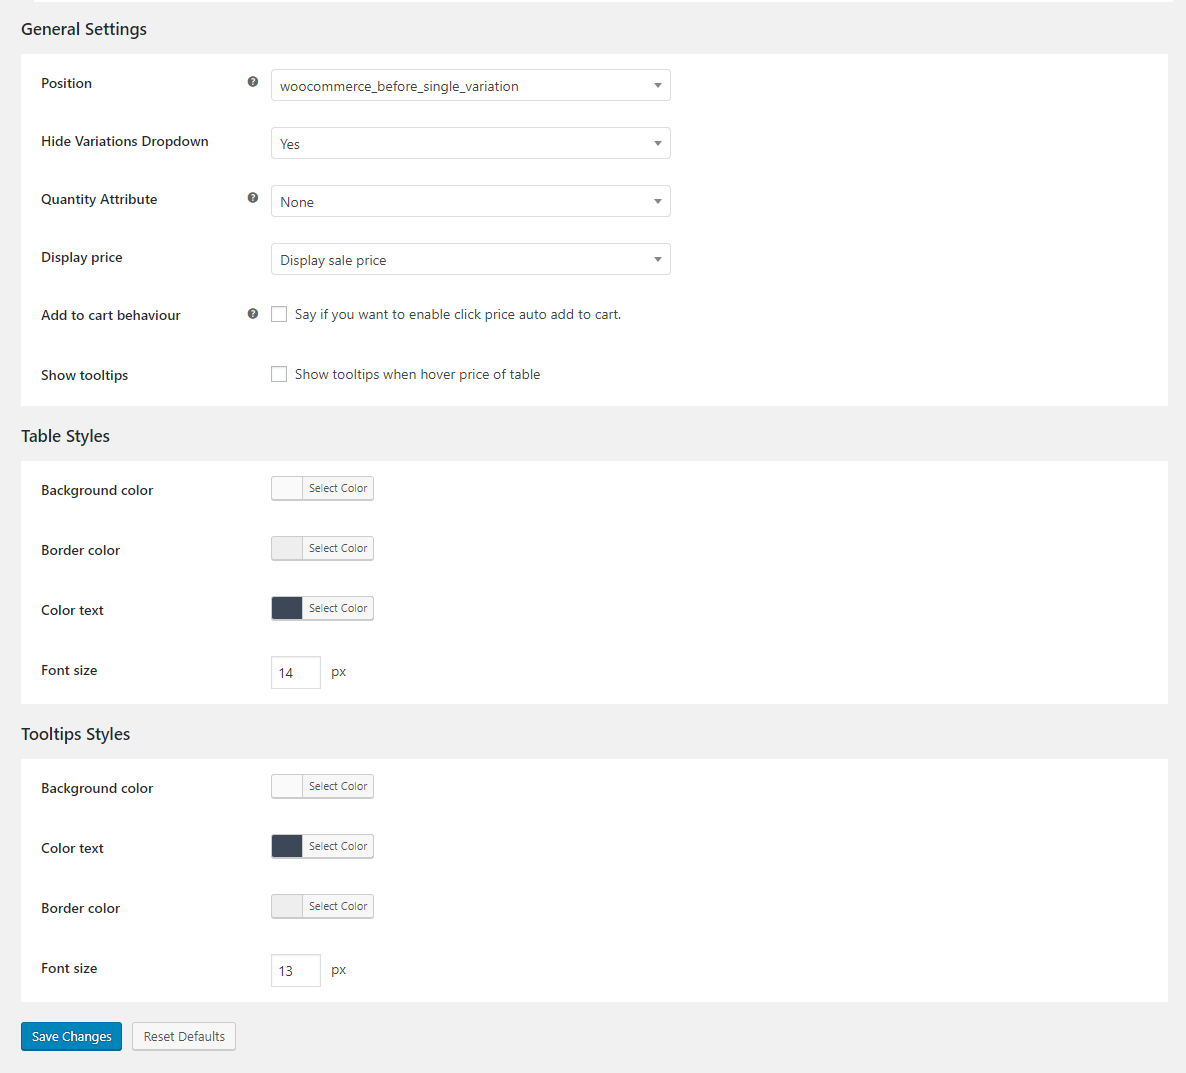 General Settings
Position ? woocommerce_before_single_variation
Hide Variations Dropdown Yes
Quantity Attribute ? None
Display price Display sale price
Add to cart behaviour ? Say if you want to enable click price auto add to cart.
Show tooltips Show tooltips when hover price of table
Table Styles
Background color Select Color
Border color Select Color
Color text Select Color
Font size 14 px
Tooltips Styles
Background color Select Color
Color text Select Color
Border color Select Color
Font size 13 px
Save Changes Reset Defaults